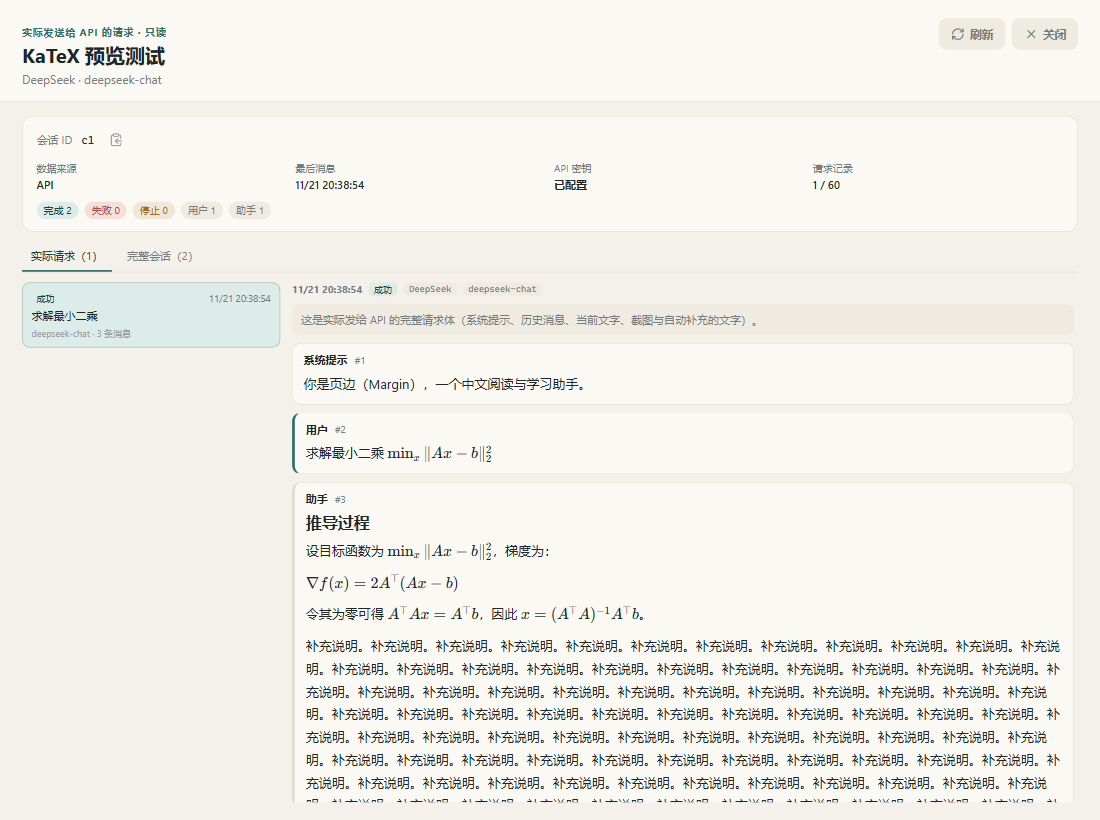 实际发送给 API 的请求 · 只读
KaTeX 预览测试
DeepSeek · deepseek-chat
刷新
关闭
会话 ID c1
数据来源
API
最后消息
11/21 20:38:54
API 密钥
已配置
请求记录
1 / 60
完成 2
失败 0
停止 0
用户 1
助手 1
实际请求（1）
完整会话（2）
成功
11/21 20:38:54
求解最小二乘
deepseek-chat · 3 条消息
11/21 20:38:54 成功 DeepSeek deepseek-chat
这是实际发给 API 的完整请求体（系统提示、历史消息、当前文字、截图与自动补充的文字）。
系统提示 #1
你是页边（Margin），一个中文阅读与学习助手。
用户 #2
求解最小二乘 min_x ‖Ax − b‖₂²
助手 #3
推导过程
设目标函数为 min_x ‖Ax − b‖₂²，梯度为：
∇f(x) = 2A^⊤(Ax − b)
令其为零可得 A^⊤Ax = A^⊤b，因此 x = (A^⊤A)⁻¹A^⊤b。
补充说明。补充说明。补充说明。补充说明。补充说明。补充说明。补充说明。补充说明。补充说明。补充说明。补充说明。补充说
明。补充说明。补充说明。补充说明。补充说明。补充说明。补充说明。补充说明。补充说明。补充说明。补充说明。补充说明。补
充说明。补充说明。补充说明。补充说明。补充说明。补充说明。补充说明。补充说明。补充说明。补充说明。补充说明。补充说
明。补充说明。补充说明。补充说明。补充说明。补充说明。补充说明。补充说明。补充说明。补充说明。补充说明。补充说明。补
充说明。补充说明。补充说明。补充说明。补充说明。补充说明。补充说明。补充说明。补充说明。补充说明。补充说明。补充说
明。补充说明。补充说明。补充说明。补充说明。补充说明。补充说明。补充说明。补充说明。补充说明。补充说明。补充说明。补
充说明。补充说明。补充说明。补充说明。补充说明。补充说明。补充说明。补充说明。补充说明。补充说明。补充说明。补充说